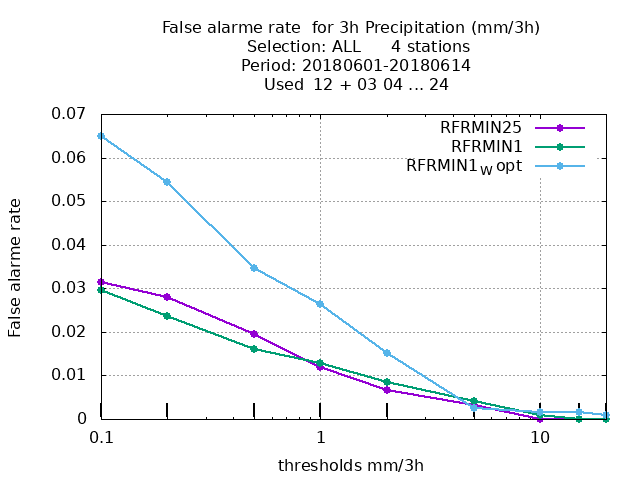 False alarme rate  for 3h Precipitation (mm/3h)
Selection: ALL      4 stations
Period: 20180601-20180614
Used  12 + 03 04 ... 24
0.07
0.06
0.05
0.04
0.03
0.02
0.01
0
False alarme rate
RFRMIN25
RFRMIN1
RFRMIN1W opt
0.1
1
10
thresholds mm/3h